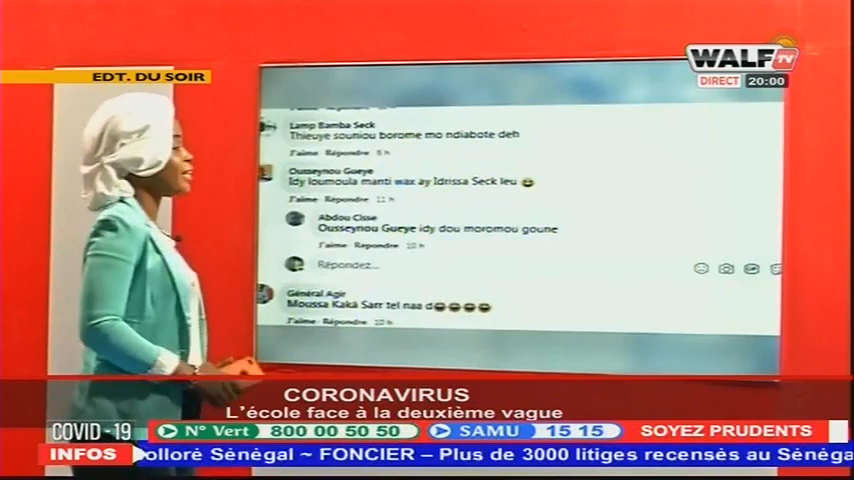 WALF TV
DIRECT 20:00
EDT. DU SOIR
Lamp Bamba Seck
Thieuye souniou borome mo ndiabote deh
J'aime Répondre 6 h
Ousseynou Gueye
Idy loumoula manti wax ay Idrissa Seck leu
J'aime Répondre 11 h
Abdou Cisse
Ousseynou Gueye idy dou moromou goune
J'aime Répondre 10 h
Répondez...
Général Agir
Moussa Kaka Sarr tel naa d
J'aime Répondre 10 h
CORONAVIRUS
L'école face à la deuxième vague
COVID -19 N° Vert 800 00 50 50 SAMU 15 15 SOYEZ PRUDENTS
INFOS olloré Sénégal ~ FONCIER – Plus de 3000 litiges recensés au Sénéga